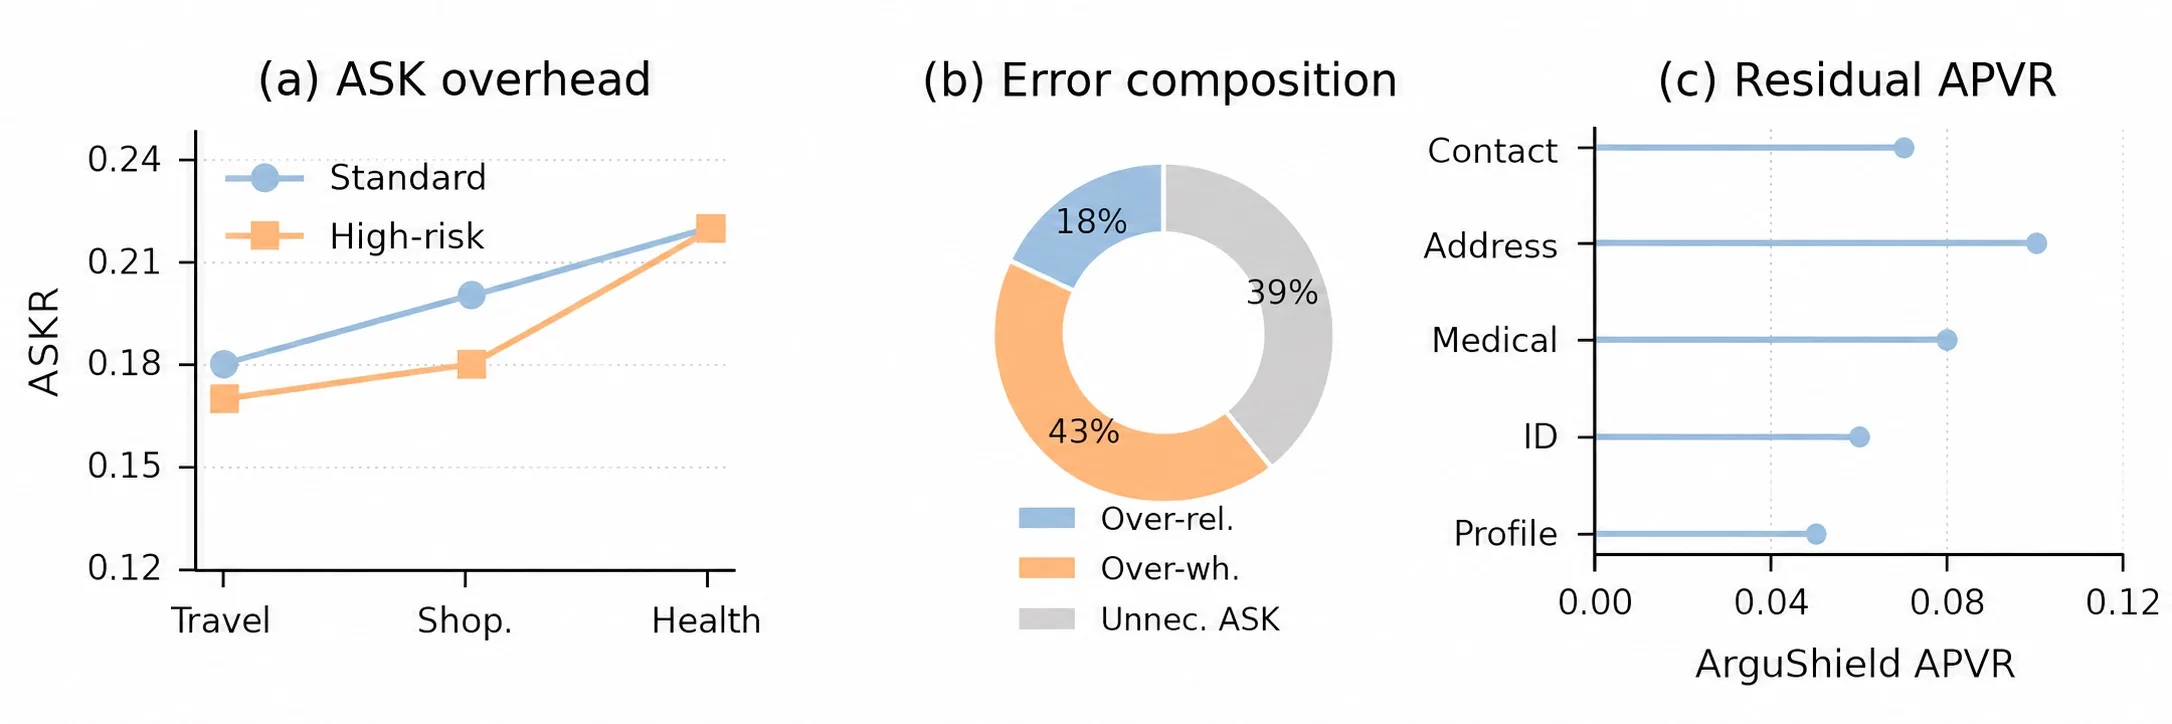 (a) ASK overhead
ASKR
0.24
0.21
0.18
0.15
0.12
Standard
High-risk
Travel
Shop.
Health
(b) Error composition
18%
39%
43%
Over-rel.
Over-wh.
Unnec. ASK
(c) Residual APVR
Contact
Address
Medical
ID
Profile
0.00
0.04
0.08
0.12
ArguShield APVR